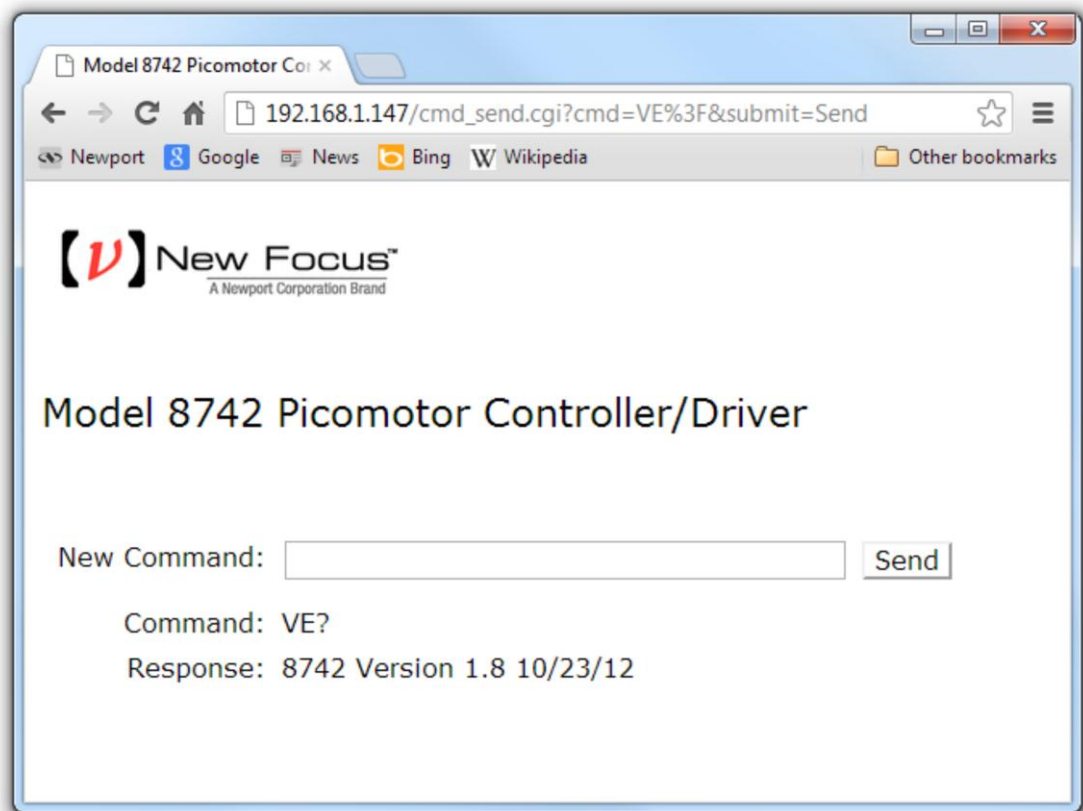 Model 8742 Picomotor Cor
192.168.1.147/cmd_send.cgi?cmd=VE%3F&submit=Send
Newport Google News Bing W Wikipedia Other bookmarks
(ν) New Focus™
A Newport Corporation Brand
Model 8742 Picomotor Controller/Driver
New Command: Send
Command: VE?
Response: 8742 Version 1.8 10/23/12